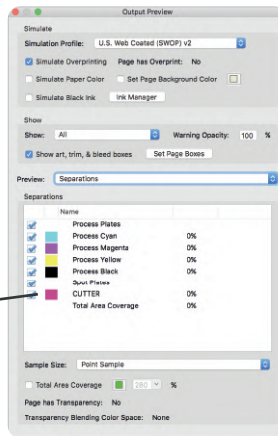 Output Preview
Simulate
Simulation Profile: U.S. Web Coated (SWOP) v2
Simulate Overprinting Page has Overprint: No
Simulate Paper Color Set Page Background Color
Simulate Black Ink Ink Manager
Show
Show: All Warning Opacity: 100 %
Show art, trim, & bleed boxes Set Page Boxes
Preview: Separations
Separations
Name
Process Plates
Process Cyan 0%
Process Magenta 0%
Process Yellow 0%
Process Black 0%
Spot Plates
CUTTER 0%
Total Area Coverage 0%
Sample Size: Point Sample
Total Area Coverage 280 %
Page has Transparency: No
Transparency Blending Color Space: None